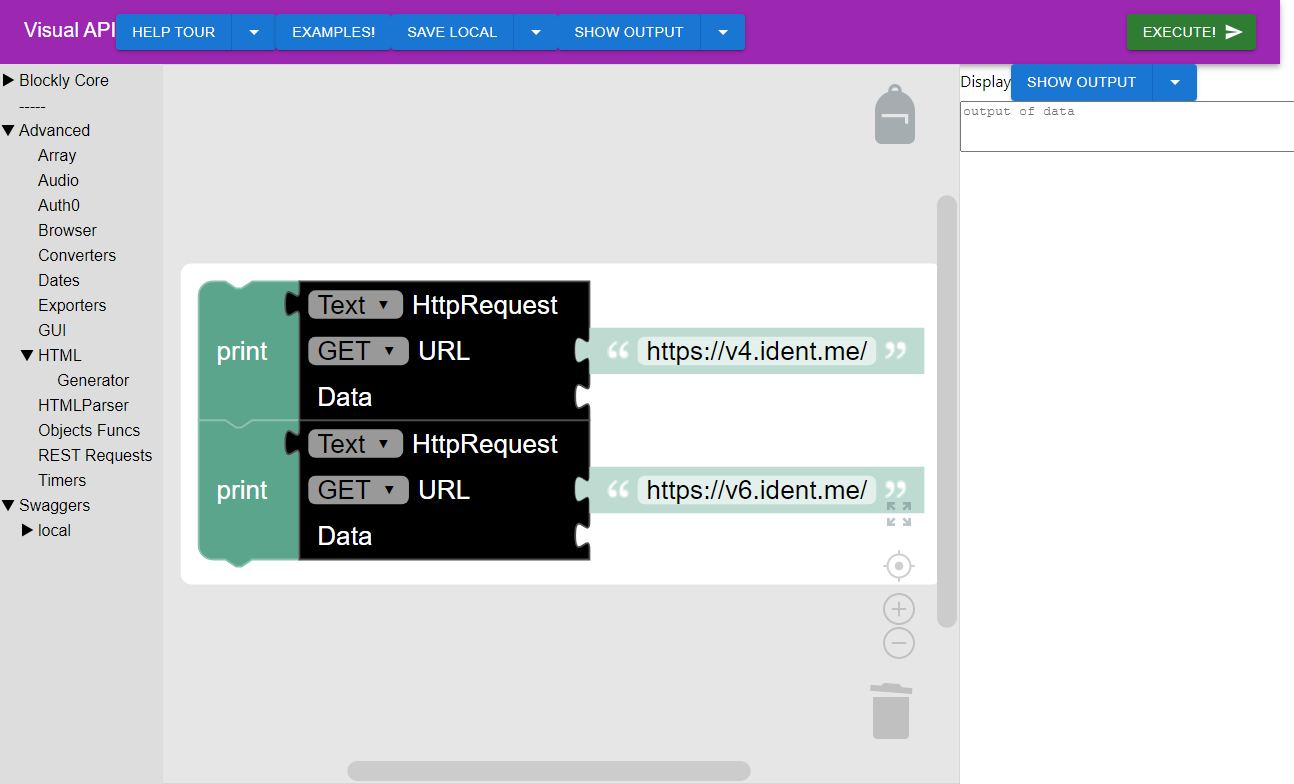 Visual API HELP TOUR EXAMPLES! SAVE LOCAL SHOW OUTPUT EXECUTE!
Blockly Core
-----
Advanced
Array
Audio
Auth0
Browser
Converters
Dates
Exporters
GUI
HTML
Generator
HTMLParser
Objects Funcs
REST Requests
Timers
Swaggers
local
print
Text ▼ HttpRequest
GET ▼ URL
“ https://v4.ident.me/ ”
Data
print
Text ▼ HttpRequest
GET ▼ URL
“ https://v6.ident.me/ ”
Data
Display SHOW OUTPUT
output of data